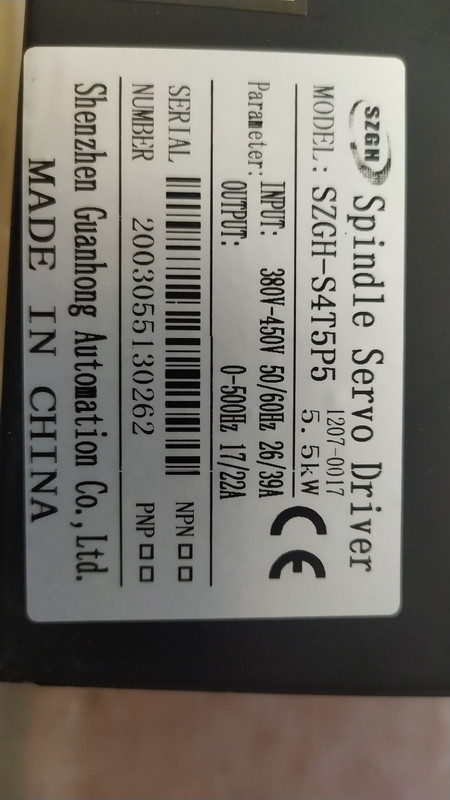 SZGH
Spindle Servo Driver
1207-0017
MODEL: SZGH-S4T5P5 5.5kW
Parameter: INPUT: 380V-450V 50/60Hz 26/39A
OUTPUT: 0-500Hz 17/22A
CE
SERIAL
NUMBER
2003055130262
NPN
PNP
Shenzhen Guanhong Automation Co.,Ltd.
MADE IN CHINA